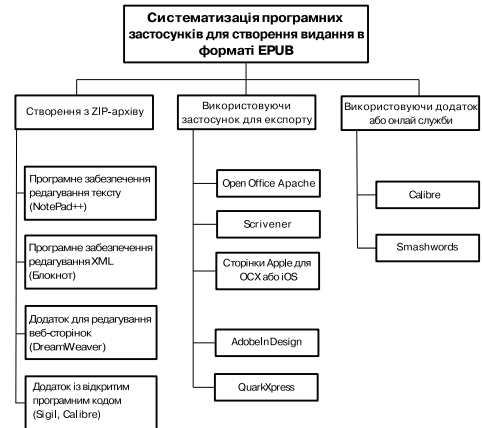 Систематизація програмних
застосунків для створення видання в
форматі EPUB
Створення з ZIP-архіву
Програмне забезпечення
редагування тексту
(NotePad++)
Програмне забезпечення
редагування XML
(Блокнот)
Додаток для редагування
веб-сторінок
(DreamWeaver)
Додаток із відкритим
програмним кодом
(Sigil, Calibre)
Використовуючи
застосунок для експорту
Open Office Apache
Scrivener
Сторінки Apple для
OCX або iOS
AdobeInDesign
QuarkXpress
Використовуючи додаток
або онлай служби
Calibre
Smashwords